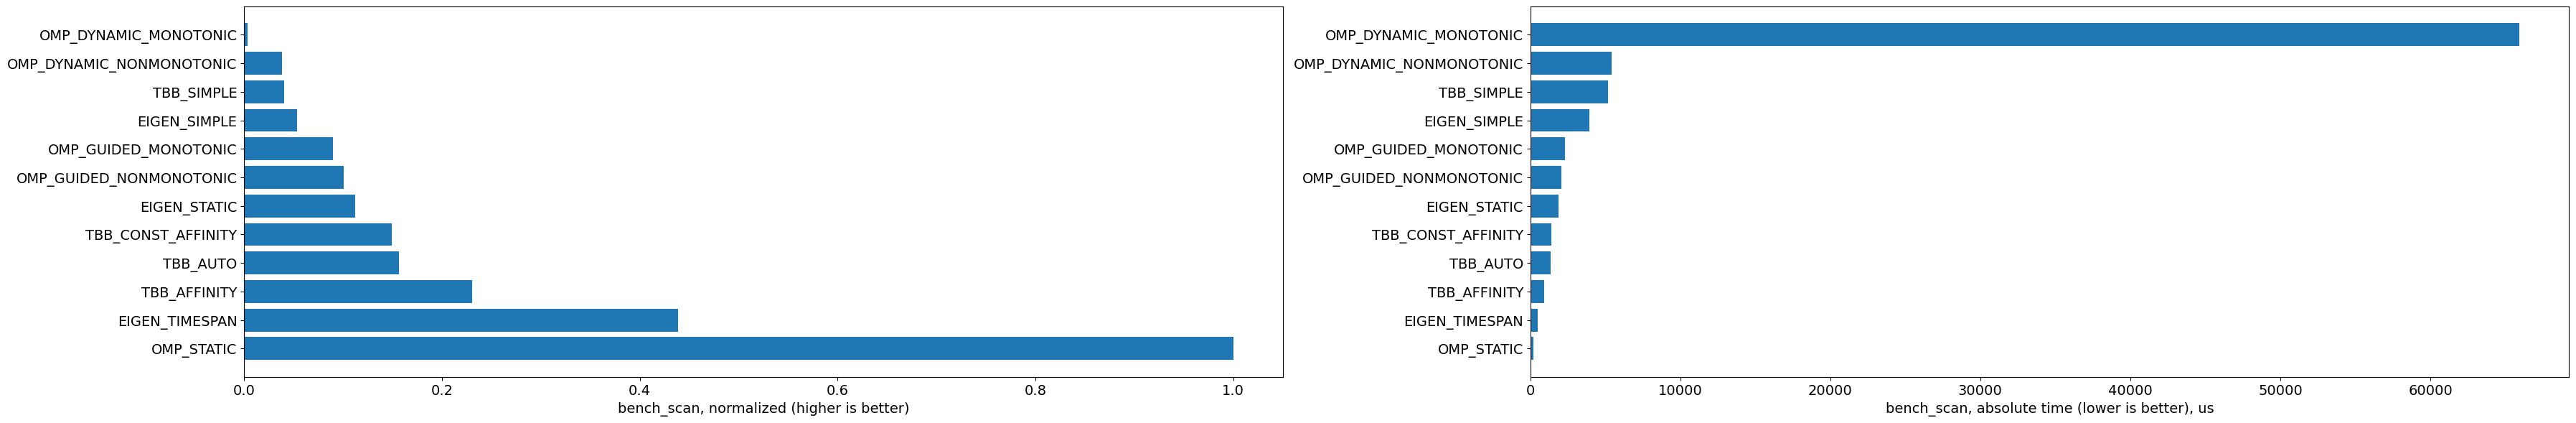 OMP_DYNAMIC_MONOTONIC
OMP_DYNAMIC_NONMONOTONIC
TBB_SIMPLE
EIGEN_SIMPLE
OMP_GUIDED_MONOTONIC
OMP_GUIDED_NONMONOTONIC
EIGEN_STATIC
TBB_CONST_AFFINITY
TBB_AUTO
TBB_AFFINITY
EIGEN_TIMESPAN
OMP_STATIC
0.0 0.2 0.4 0.6 0.8 1.0
bench_scan, normalized (higher is better)
OMP_DYNAMIC_MONOTONIC
OMP_DYNAMIC_NONMONOTONIC
TBB_SIMPLE
EIGEN_SIMPLE
OMP_GUIDED_MONOTONIC
OMP_GUIDED_NONMONOTONIC
EIGEN_STATIC
TBB_CONST_AFFINITY
TBB_AUTO
TBB_AFFINITY
EIGEN_TIMESPAN
OMP_STATIC
0 10000 20000 30000 40000 50000 60000
bench_scan, absolute time (lower is better), us